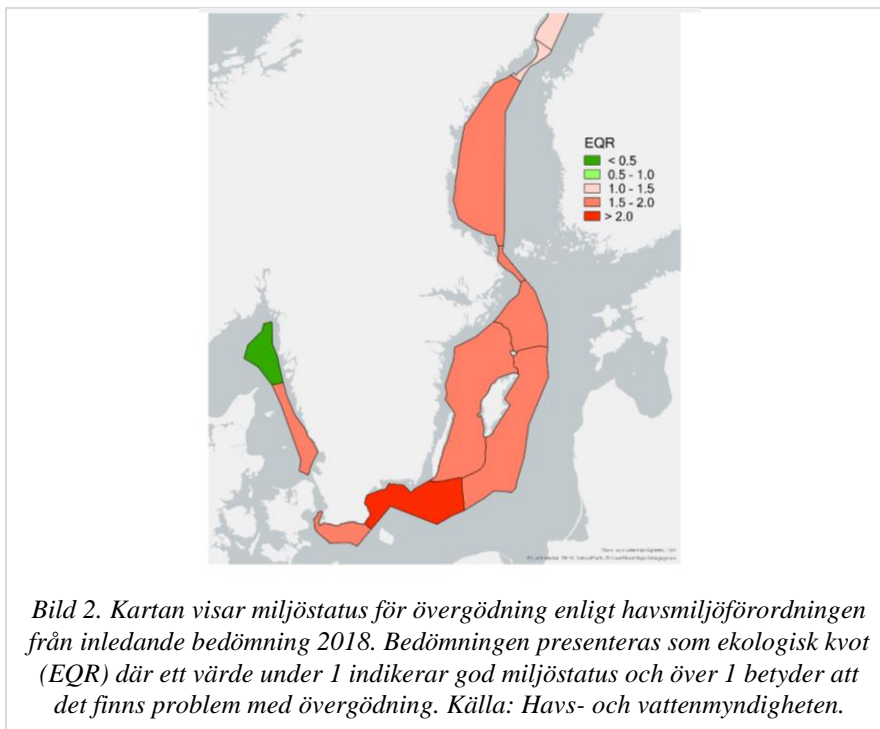 EQR
< 0.5
0.5 - 1.0
1.0 - 1.5
1.5 - 2.0
> 2.0
Bild 2. Kartan visar miljöstatus för övergödning enligt havsmiljöförordningen
från inledande bedömning 2018. Bedömningen presenteras som ekologisk kvot
(EQR) där ett värde under 1 indikerar god miljöstatus och över 1 betyder att
det finns problem med övergödning. Källa: Havs- och vattenmyndigheten.